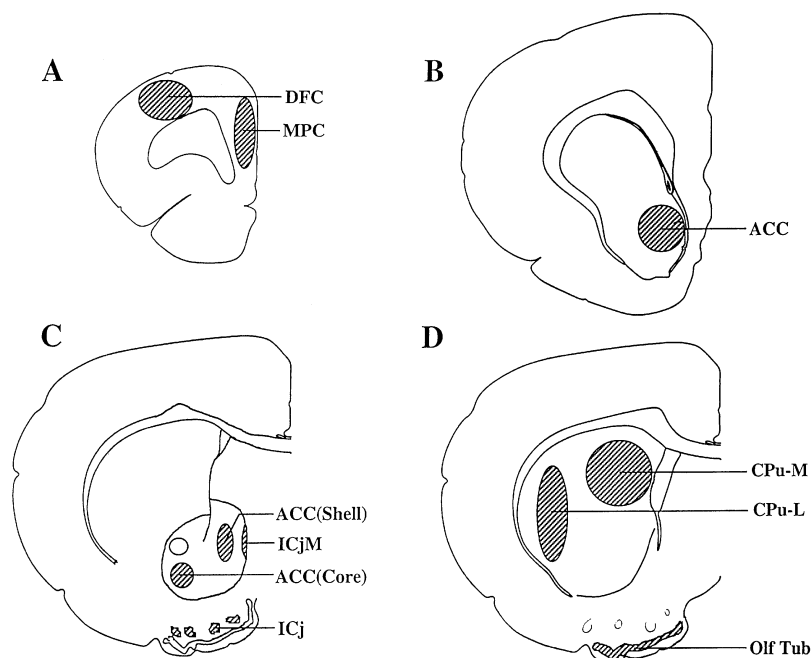 A
DFC
MPC
B
ACC
C
ACC(Shell)
ICjM
ACC(Core)
ICj
D
CPu-M
CPu-L
Olf Tub